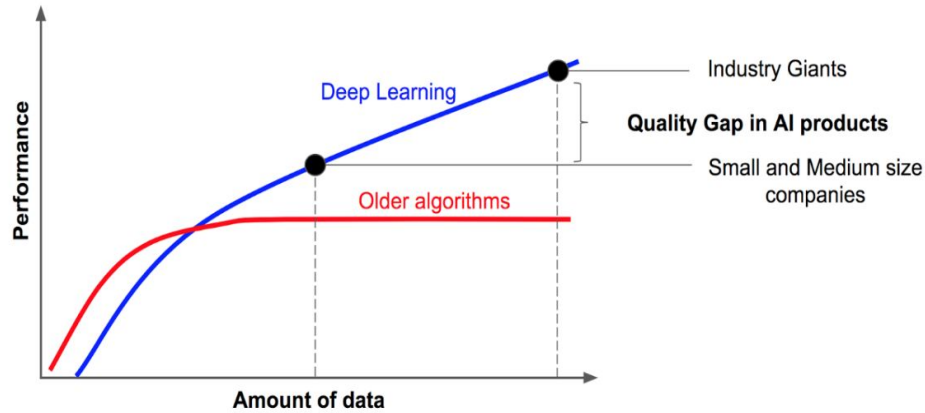 Performance
Deep Learning
Older algorithms
Industry Giants
Quality Gap in AI products
Small and Medium size
companies
Amount of data